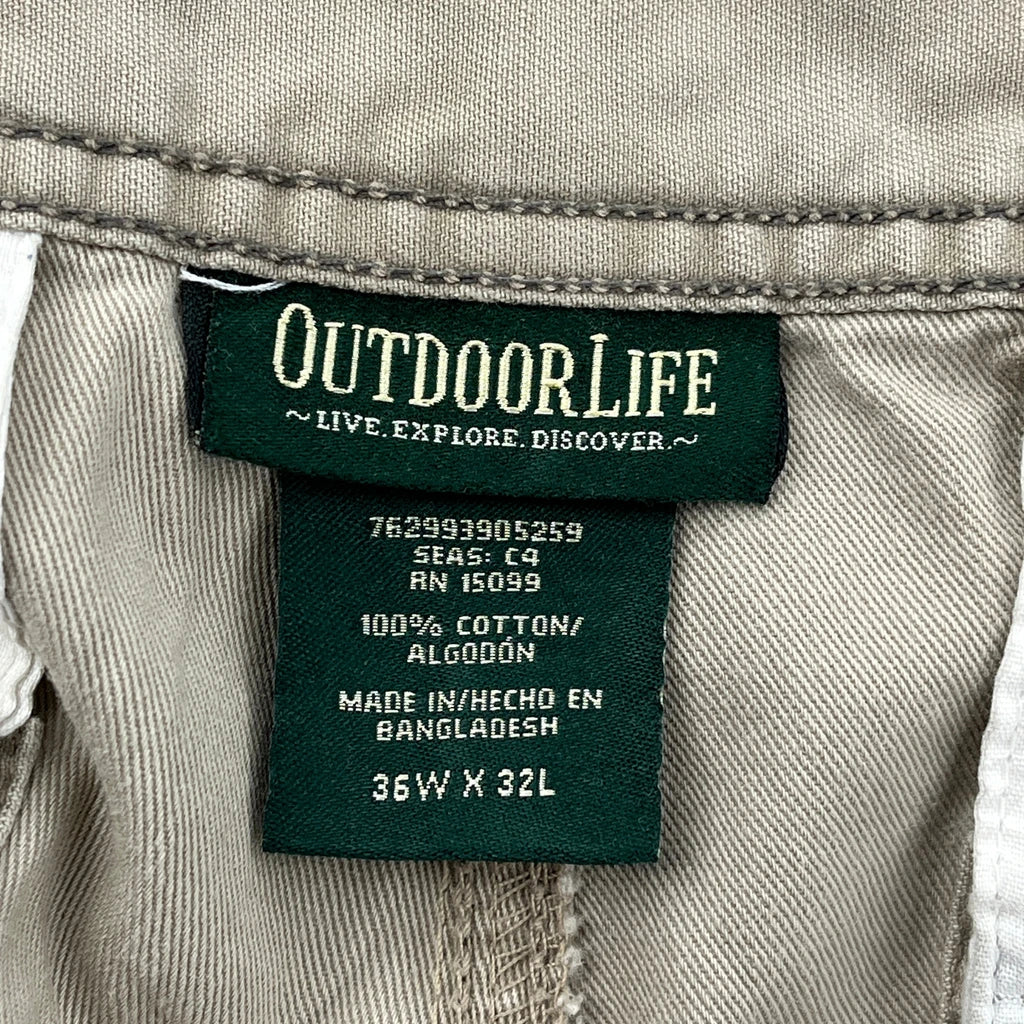 OUTDOORLIFE
~LIVE.EXPLORE.DISCOVER.~
762993905259
SEAS: C4
RN 15099
100% COTTON/
ALGODÓN
MADE IN/HECHO EN
BANGLADESH
36W X 32L